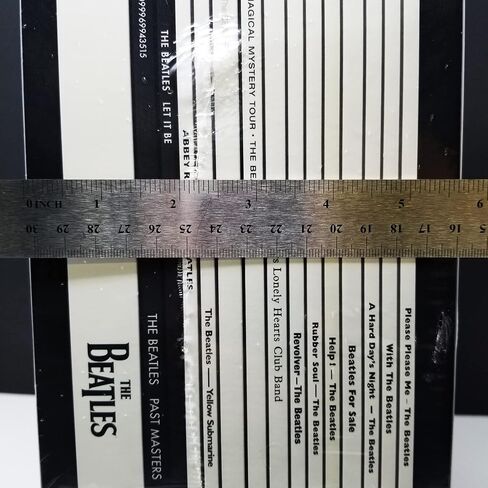 9999969943515
THE BEATLES' LET IT BE
ABBEY R
MAGICAL MYSTERY TOUR · THE BE
0 INCH 1 2 3 4 5 6
30 29 28 27 26 25 24 23 22 21 20 19 18 17 16 15
THE
BEATLES
THE BEATLES PAST MASTERS
ATLES
The Beatles — Yellow Submarine
s Lonely Hearts Club Band
Revolver — The Beatles
Rubber Soul — The Beatles
Help! — The Beatles
Beatles For Sale
A Hard Day's Night — The Beatles
With The Beatles
Please Please Me - The Beatles